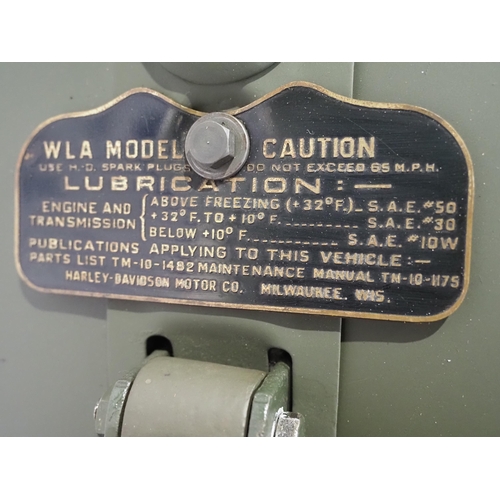 WLA MODEL CAUTION
USE H.D. SPARK PLUGS DO NOT EXCEED 65 M.P.H.
LUBRICATION:—
ENGINE AND TRANSMISSION { ABOVE FREEZING (+32°F.)_ S.A.E. #50
+32°F. TO +10°F.__________ S.A.E. #30
BELOW +10°F.____________ S.A.E. #10W
PUBLICATIONS APPLYING TO THIS VEHICLE:—
PARTS LIST TM-10-1482 MAINTENANCE MANUAL TM-10-1175
HARLEY-DAVIDSON MOTOR CO. MILWAUKEE. WIS.